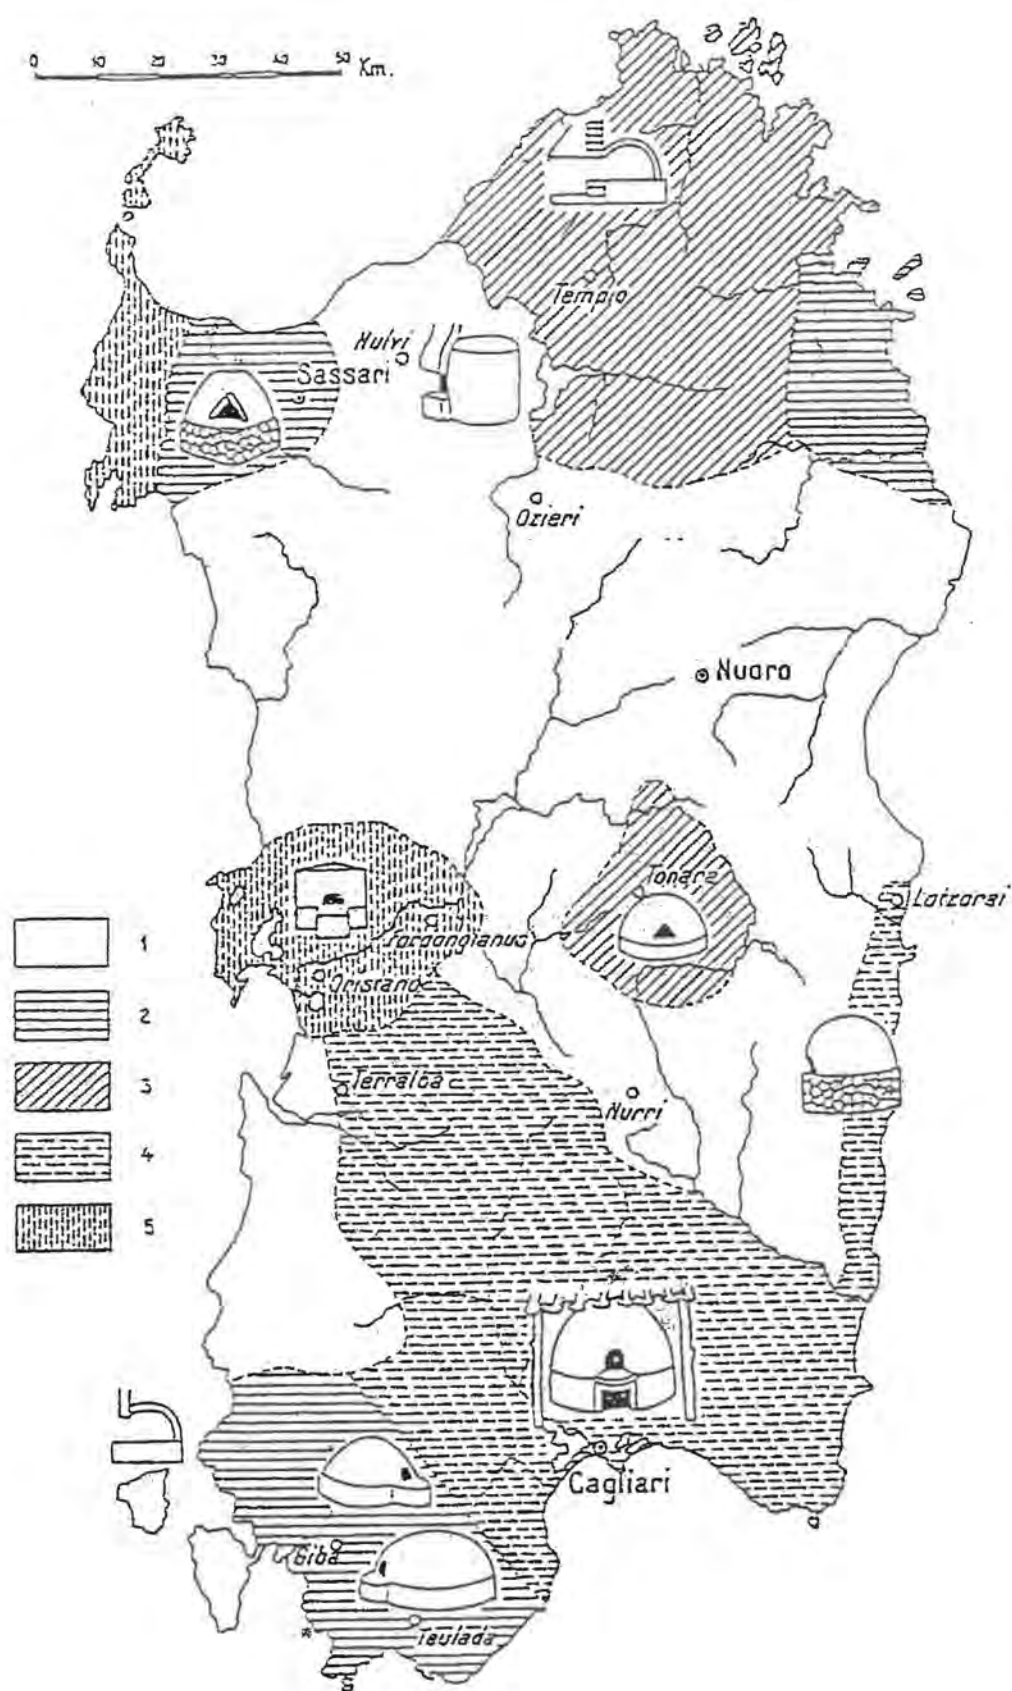 0 10 20 30 40 50 Km.
Tempio
Nulvi
Sassari
Ozieri
Nuoro
Tonara
Lotzorai
1
Fordongianus
Oristano
2
3
Terralba
Nurri
4
5
Cagliari
Giba
Teulada